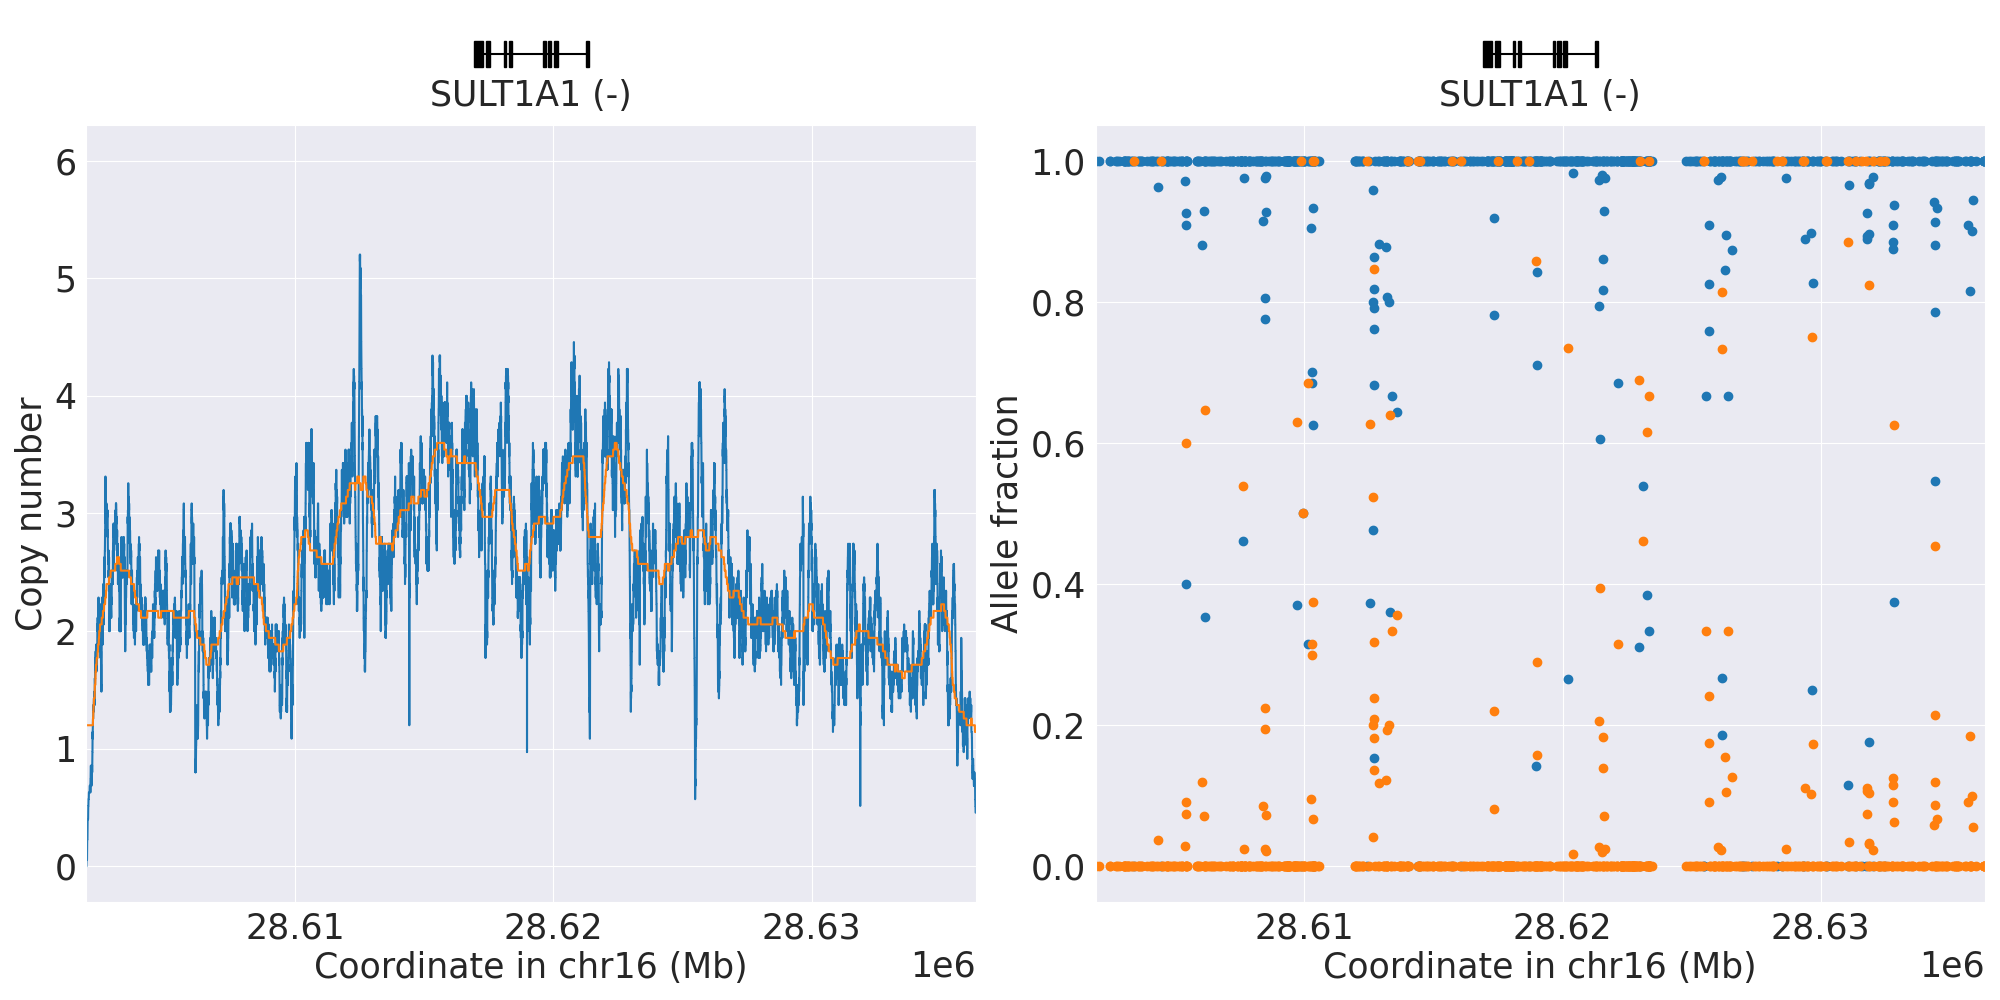 SULT1A1 (-)
6
5
4
3
2
1
0
Copy number
28.61
28.62
28.63
Coordinate in chr16 (Mb)
1e6
SULT1A1 (-)
1.0
0.8
0.6
0.4
0.2
0.0
Allele fraction
28.61
28.62
28.63
Coordinate in chr16 (Mb)
1e6